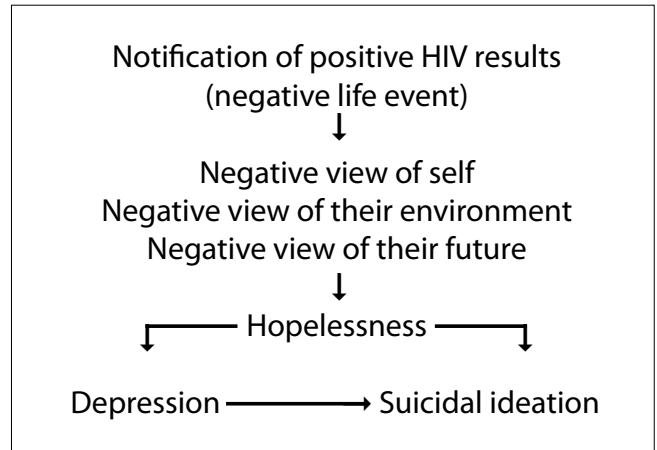 Notification of positive HIV results
(negative life event)
Negative view of self
Negative view of their environment
Negative view of their future
Hopelessness
Depression Suicidal ideation